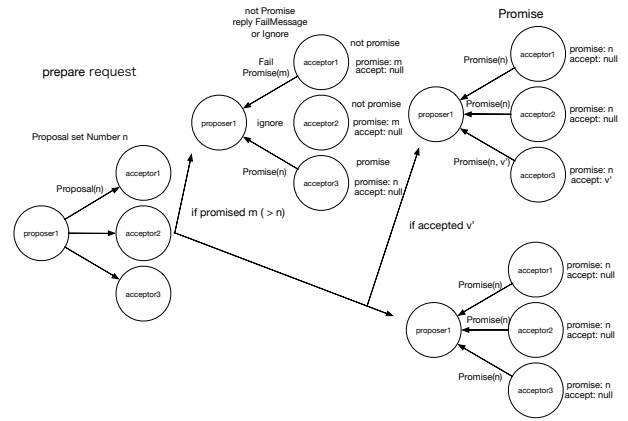 prepare request
Proposal set Number n
Proposal(n)
proposer1
acceptor1
acceptor2
acceptor3
not Promise
reply FailMessage
or Ignore
Fail
Promise(m)
ignore
Promise(n)
proposer1
acceptor1
not promise
promise: m
accept: null
acceptor2
not promise
promise: m
accept: null
acceptor3
promise
promise: n
accept: null
if promised m ( > n)
if accepted v'
Promise
Promise(n)
Promise(n)
Promise(n, v')
proposer1
acceptor1
promise: n
accept: null
acceptor2
promise: n
accept: null
acceptor3
promise: n
accept: v'
Promise(n)
Promise(n)
Promise(n)
proposer1
acceptor1
promise: n
accept: null
acceptor2
promise: n
accept: null
acceptor3
promise: n
accept: null